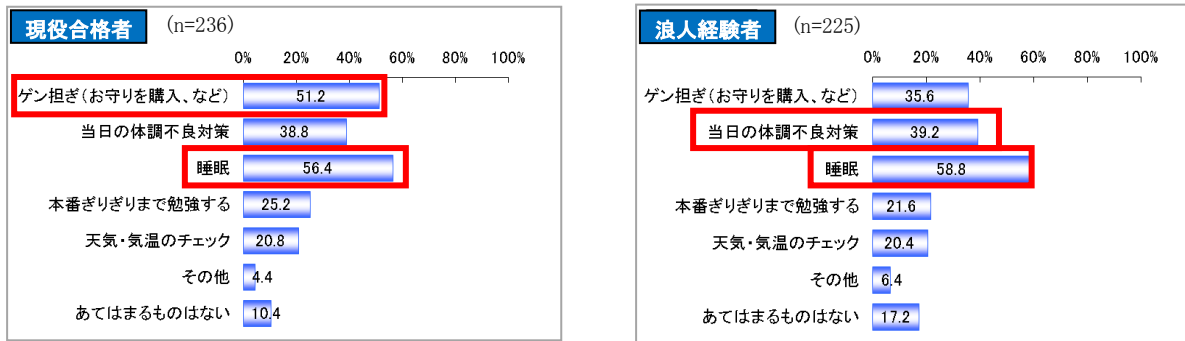 現役合格者 (n=236)
0% 20% 40% 60% 80% 100%
ゲン担ぎ(お守りを購入、など) 51.2
当日の体調不良対策 38.8
睡眠 56.4
本番ぎりぎりまで勉強する 25.2
天気・気温のチェック 20.8
その他 4.4
あてはまるものはない 10.4
浪人経験者 (n=225)
0% 20% 40% 60% 80% 100%
ゲン担ぎ(お守りを購入、など) 35.6
当日の体調不良対策 39.2
睡眠 58.8
本番ぎりぎりまで勉強する 21.6
天気・気温のチェック 20.4
その他 6.4
あてはまるものはない 17.2